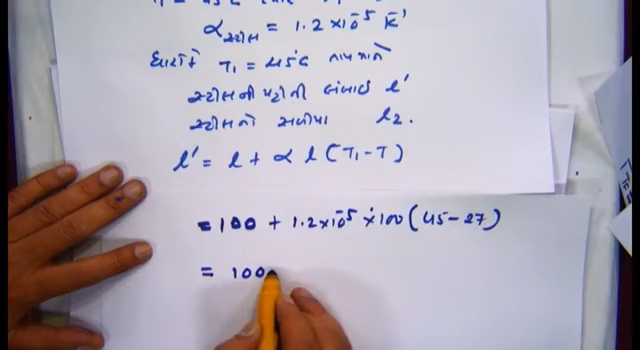 α સ્ટીલ = 1.2 × 10⁻⁵ K⁻¹
ધારોકે T₁ = 45°C તાપમાને
સ્ટીલની પટ્ટીની લંબાઈ l'
સ્ટીલનો સળીયા l₂.
l' = l + α l (T₁ - T)
= 100 + 1.2×10⁻⁵ × 100 (45 - 27)
= 100